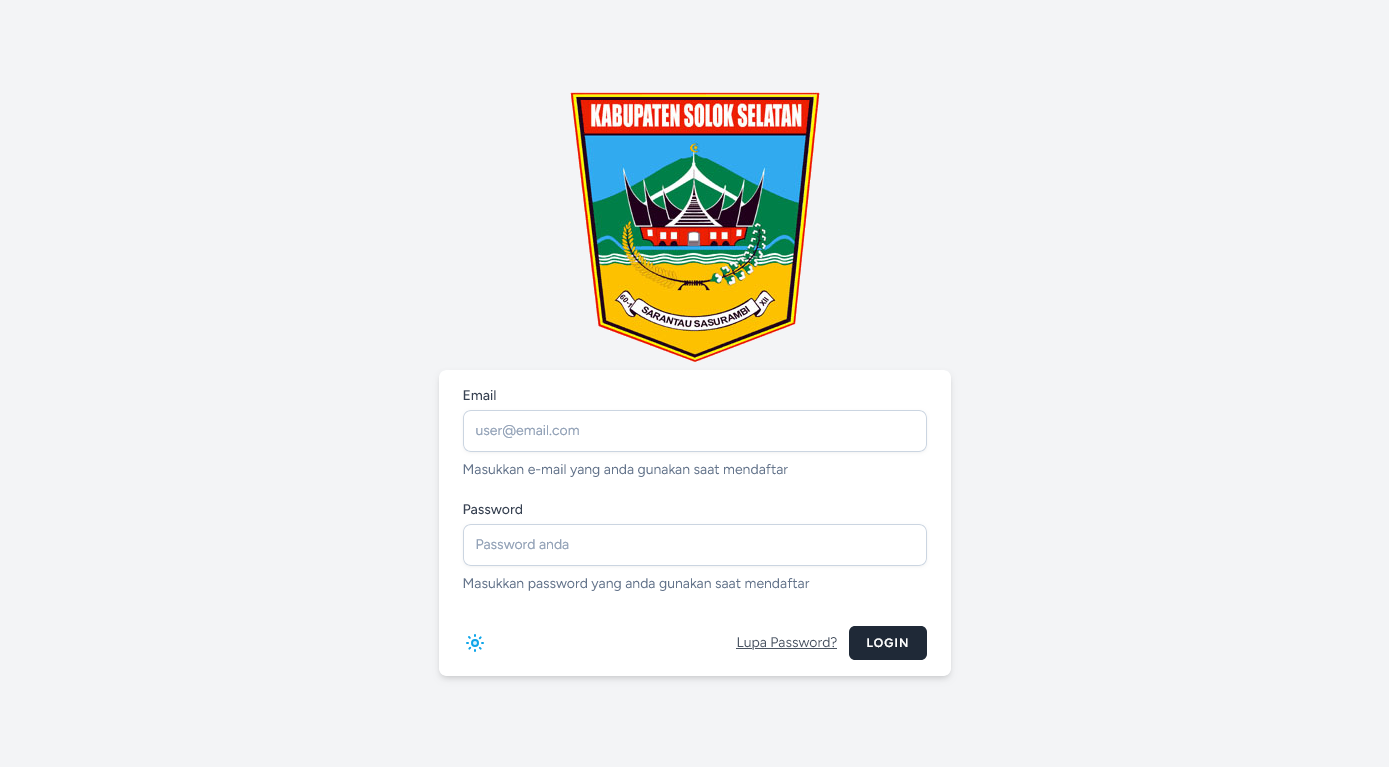 KABUPATEN SOLOK SELATAN
SARANTAU SASURAMBI
XII
Email
user@email.com
Masukkan e-mail yang anda gunakan saat mendaftar
Password
Password anda
Masukkan password yang anda gunakan saat mendaftar
Lupa Password?
LOGIN